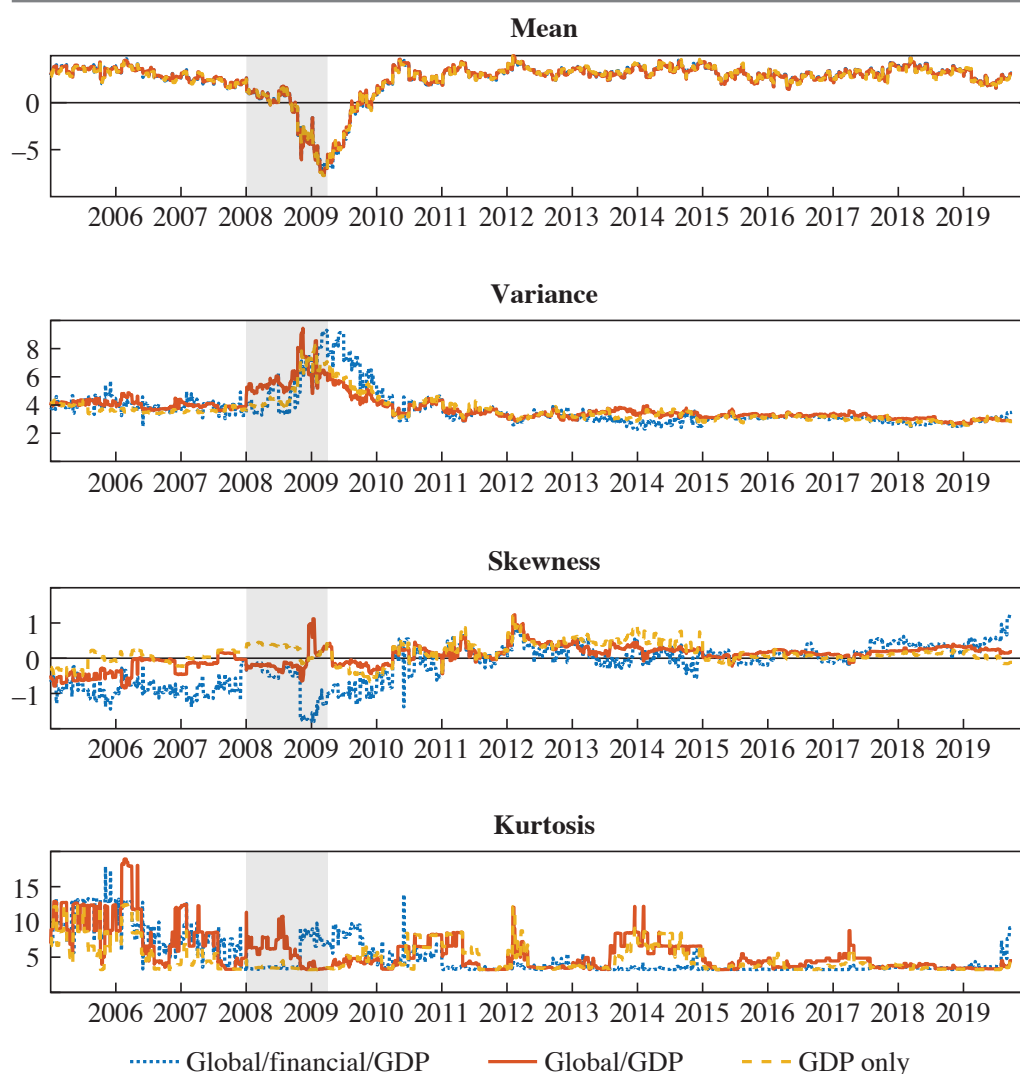 Mean
0
−5
2006 2007 2008 2009 2010 2011 2012 2013 2014 2015 2016 2017 2018 2019
Variance
8
6
4
2
2006 2007 2008 2009 2010 2011 2012 2013 2014 2015 2016 2017 2018 2019
Skewness
1
0
−1
2006 2007 2008 2009 2010 2011 2012 2013 2014 2015 2016 2017 2018 2019
Kurtosis
15
10
5
2006 2007 2008 2009 2010 2011 2012 2013 2014 2015 2016 2017 2018 2019
Global/financial/GDP Global/GDP GDP only